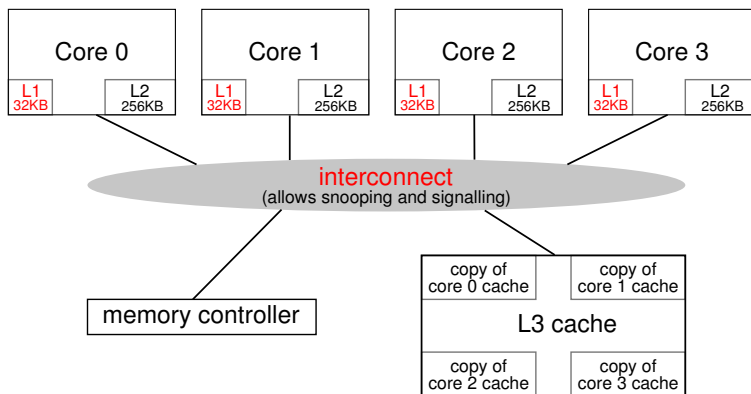 Core 0
L1
32KB
L2
256KB
Core 1
L1
32KB
L2
256KB
Core 2
L1
32KB
L2
256KB
Core 3
L1
32KB
L2
256KB
interconnect
(allows snooping and signalling)
memory controller
copy of
core 0 cache
copy of
core 1 cache
L3 cache
copy of
core 2 cache
copy of
core 3 cache